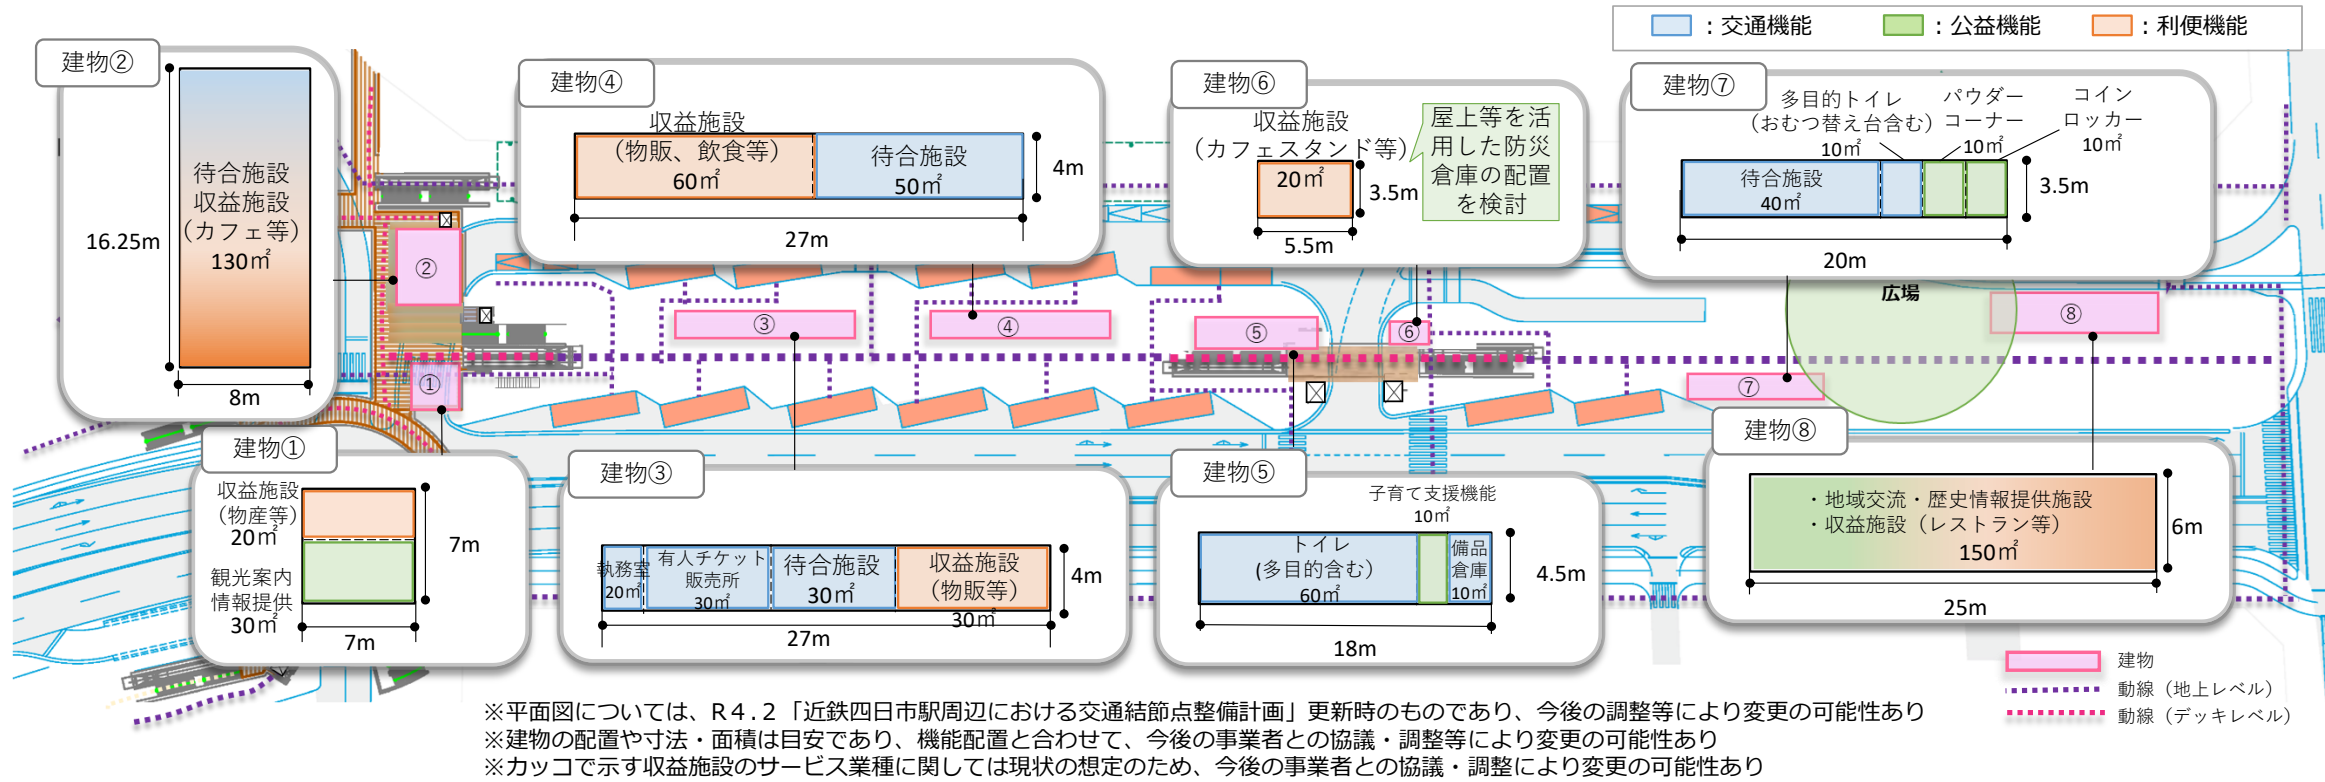 ：交通機能
：公益機能
：利便機能
建物②
16.25m
待合施設
収益施設
(カフェ等)
130㎡
8m
建物④
収益施設
(物販、飲食等)
60㎡
待合施設
50㎡
4m
27m
建物⑥
収益施設
(カフェスタンド等)
20㎡
3.5m
5.5m
屋上等を活
用した防災
倉庫の配置
を検討
建物⑦
多目的トイレ
(おむつ替え台含む)
10㎡
パウダー
コーナー
10㎡
コイン
ロッカー
10㎡
待合施設
40㎡
3.5m
20m
広場
②
③
④
⑤
⑥
⑧
①
⑦
建物①
収益施設
(物産等)
20㎡
観光案内
情報提供
30㎡
7m
7m
建物③
執務室
20㎡
有人チケット
販売所
30㎡
待合施設
30㎡
収益施設
(物販等)
30㎡
4m
27m
建物⑤
子育て支援機能
10㎡
トイレ
(多目的含む)
60㎡
備品
倉庫
10㎡
4.5m
18m
建物⑧
・地域交流・歴史情報提供施設
・収益施設（レストラン等）
150㎡
6m
25m
建物
動線（地上レベル）
動線（デッキレベル）
※平面図については、R４.２「近鉄四日市駅周辺における交通結節点整備計画」更新時のものであり、今後の調整等により変更の可能性あり
※建物の配置や寸法・面積は目安であり、機能配置と合わせて、今後の事業者との協議・調整等により変更の可能性あり
※カッコで示す収益施設のサービス業種に関しては現状の想定のため、今後の事業者との協議・調整により変更の可能性あり